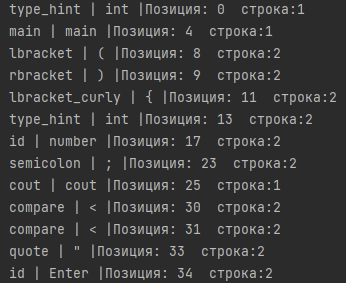 type_hint | int |Позиция: 0  строка:1
main | main |Позиция: 4  строка:1
lbracket | ( |Позиция: 8  строка:2
rbracket | ) |Позиция: 9  строка:2
lbracket_curly | { |Позиция: 11  строка:2
type_hint | int |Позиция: 13  строка:2
id | number |Позиция: 17  строка:2
semicolon | ; |Позиция: 23  строка:2
cout | cout |Позиция: 25  строка:1
compare | < |Позиция: 30  строка:2
compare | < |Позиция: 31  строка:2
quote | " |Позиция: 33  строка:2
id | Enter |Позиция: 34  строка:2